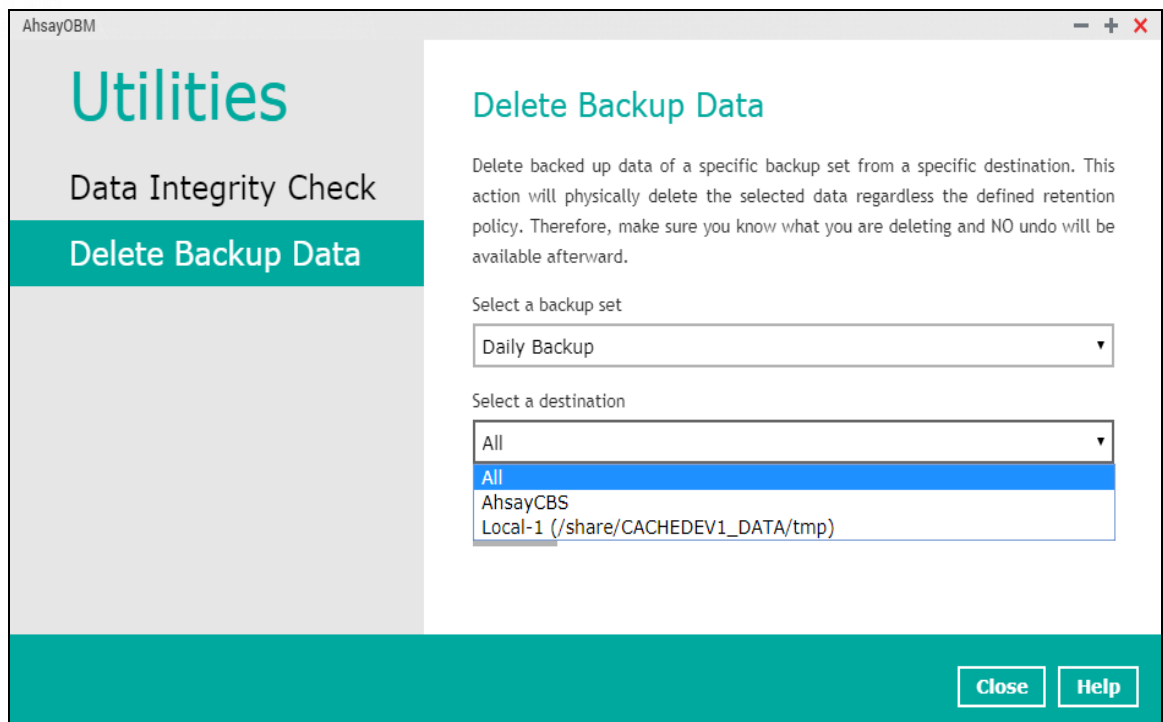 AhsayOBM
Utilities
Data Integrity Check
Delete Backup Data
Delete Backup Data
Delete backed up data of a specific backup set from a specific destination. This
action will physically delete the selected data regardless the defined retention
policy. Therefore, make sure you know what you are deleting and NO undo will be
available afterward.
Select a backup set
Daily Backup
Select a destination
All
All
AhsayCBS
Local-1 (/share/CACHEDEV1_DATA/tmp)
Close
Help